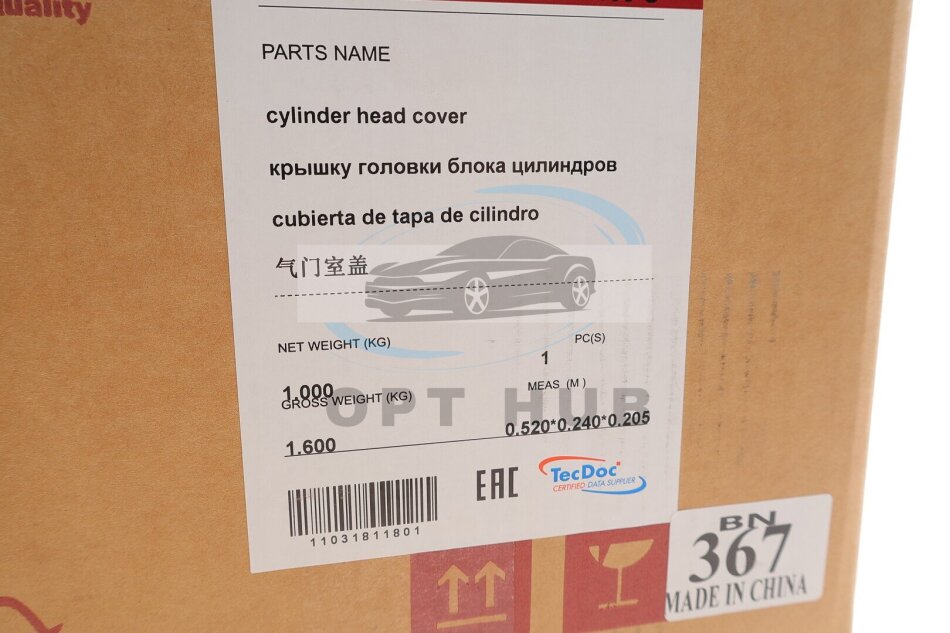 quality
PARTS NAME
cylinder head cover
крышку головки блока цилиндров
cubierta de tapa de cilindro
气门室盖
NET WEIGHT (KG)
PC(S)
1
1.000
MEAS (M)
GROSS WEIGHT (KG)
OPT HUB
0.520*0.240*0.205
1.600
EAC
TecDoc
CERTIFIED DATA SUPPLIER
11031811801
BN
367
MADE IN CHINA